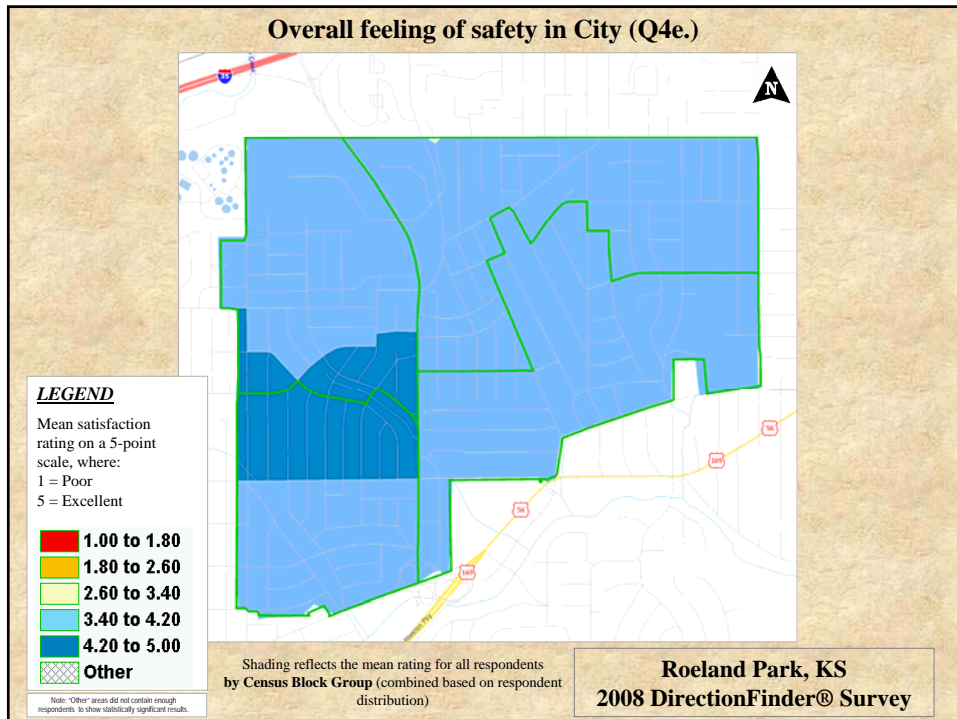 Overall feeling of safety in City (Q4e.)
35
Creek
N
56
169
56
169
Mission Pky
LEGEND
Mean satisfaction
rating on a 5-point
scale, where:
1 = Poor
5 = Excellent
1.00 to 1.80
1.80 to 2.60
2.60 to 3.40
3.40 to 4.20
4.20 to 5.00
Other
Note: "Other" areas did not contain enough
respondents to show statistically significant results.
Shading reflects the mean rating for all respondents
by Census Block Group (combined based on respondent
distribution)
Roeland Park, KS
2008 DirectionFinder® Survey